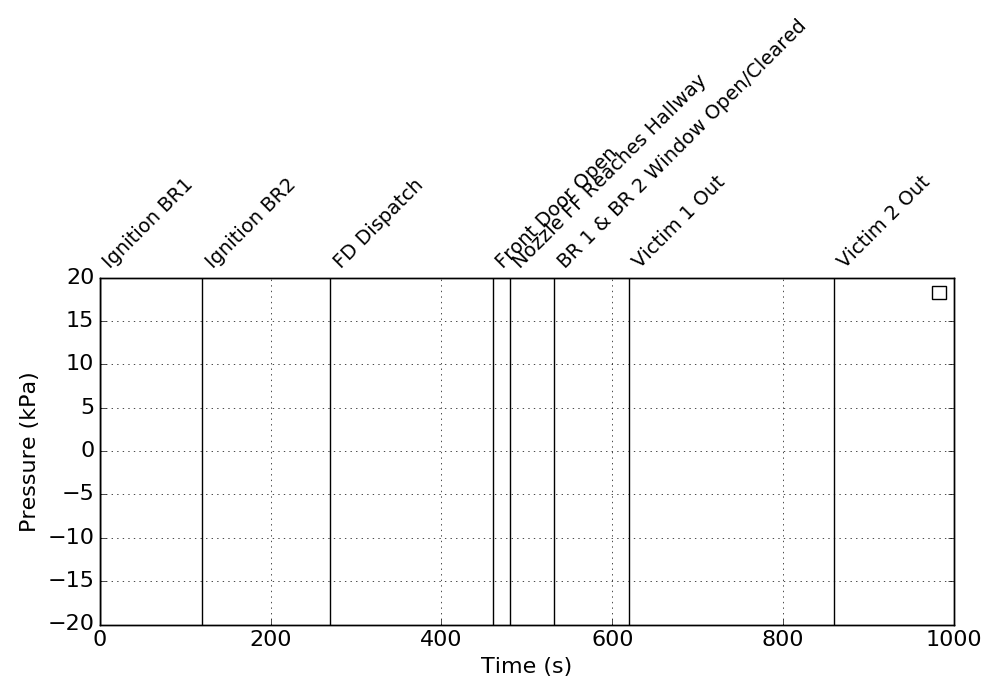 Ignition BR1
Ignition BR2
FD Dispatch
Front Door Open
Nozzle FF Reaches Hallway
BR 1 & BR 2 Window Open/Cleared
Victim 1 Out
Victim 2 Out
20
15
10
5
0
−5
−10
−15
−20
Pressure (kPa)
0 200 400 600 800 1000
Time (s)